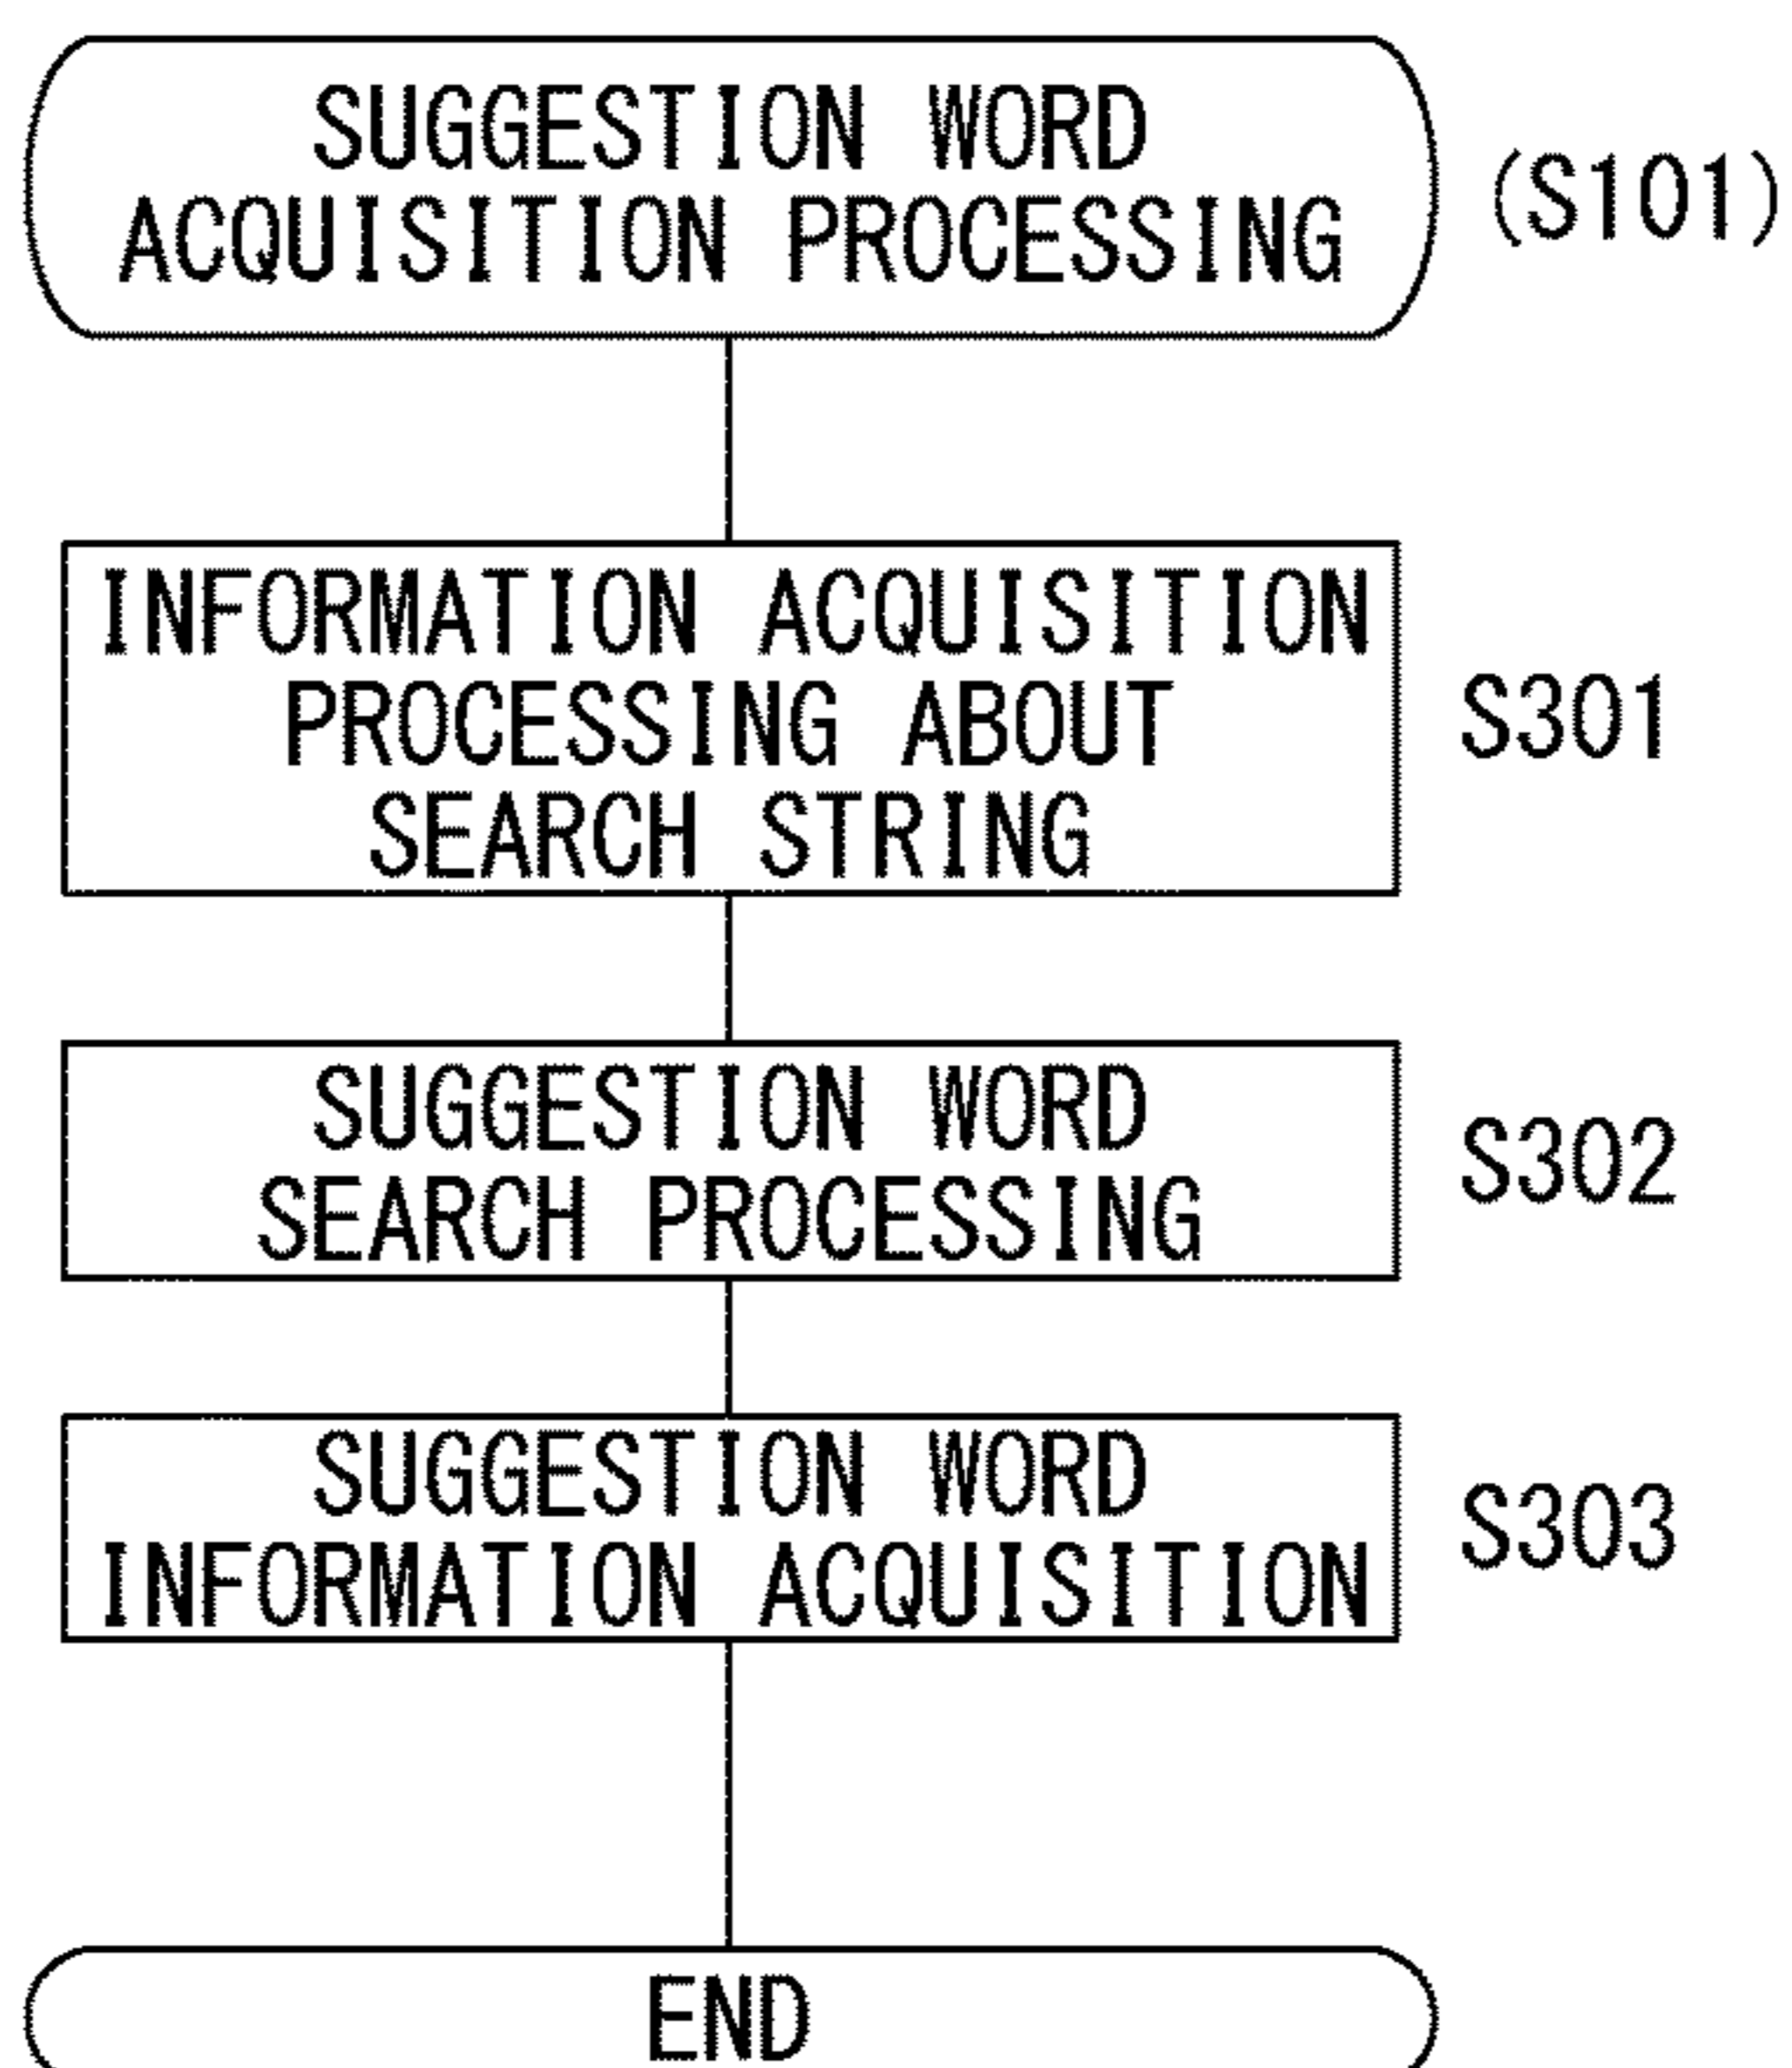 SUGGESTION WORD
ACQUISITION PROCESSING
(S101)
INFORMATION ACQUISITION
PROCESSING ABOUT
SEARCH STRING
S301
SUGGESTION WORD
SEARCH PROCESSING
S302
SUGGESTION WORD
INFORMATION ACQUISITION
S303
END